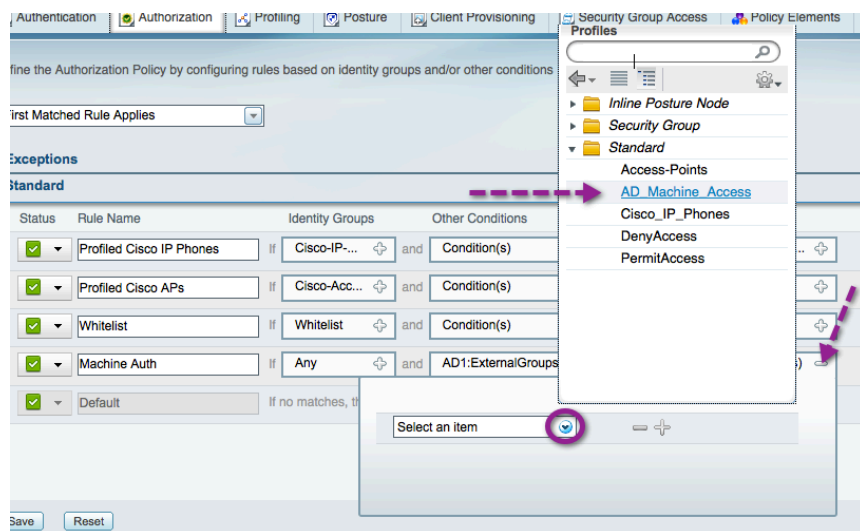 Authentication Authorization Profiling Posture Client Provisioning Security Group Access Policy Elements
Profiles
fine the Authorization Policy by configuring rules based on identity groups and/or other conditions
First Matched Rule Applies
Inline Posture Node
Security Group
Standard
Access-Points
AD_Machine_Access
Cisco_IP_Phones
DenyAccess
PermitAccess
Exceptions
Standard
Status Rule Name Identity Groups Other Conditions
Profiled Cisco IP Phones If Cisco-IP-... and Condition(s) ..
Profiled Cisco APs If Cisco-Acc... and Condition(s)
Whitelist If Whitelist and Condition(s)
Machine Auth If Any and AD1:ExternalGroups )
Default If no matches, th
Select an item
Save Reset